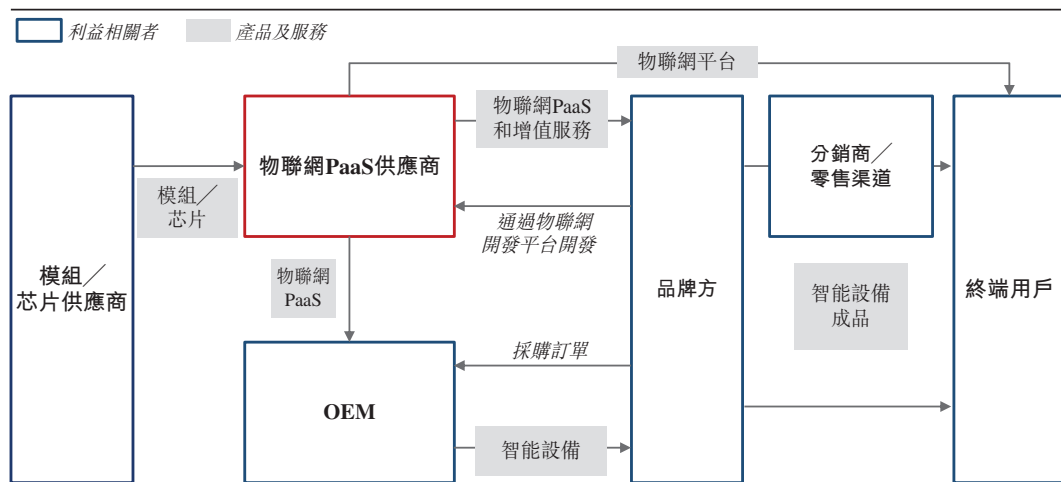 利益相關者
產品及服務
物聯網平台
物聯網PaaS
和增值服務
分銷商╱
零售渠道
物聯網PaaS供應商
模組╱
芯片
通過物聯網
開發平台開發
模組╱
芯片供應商
物聯網
PaaS
品牌方
智能設備
成品
終端用戶
採購訂單
OEM
智能設備